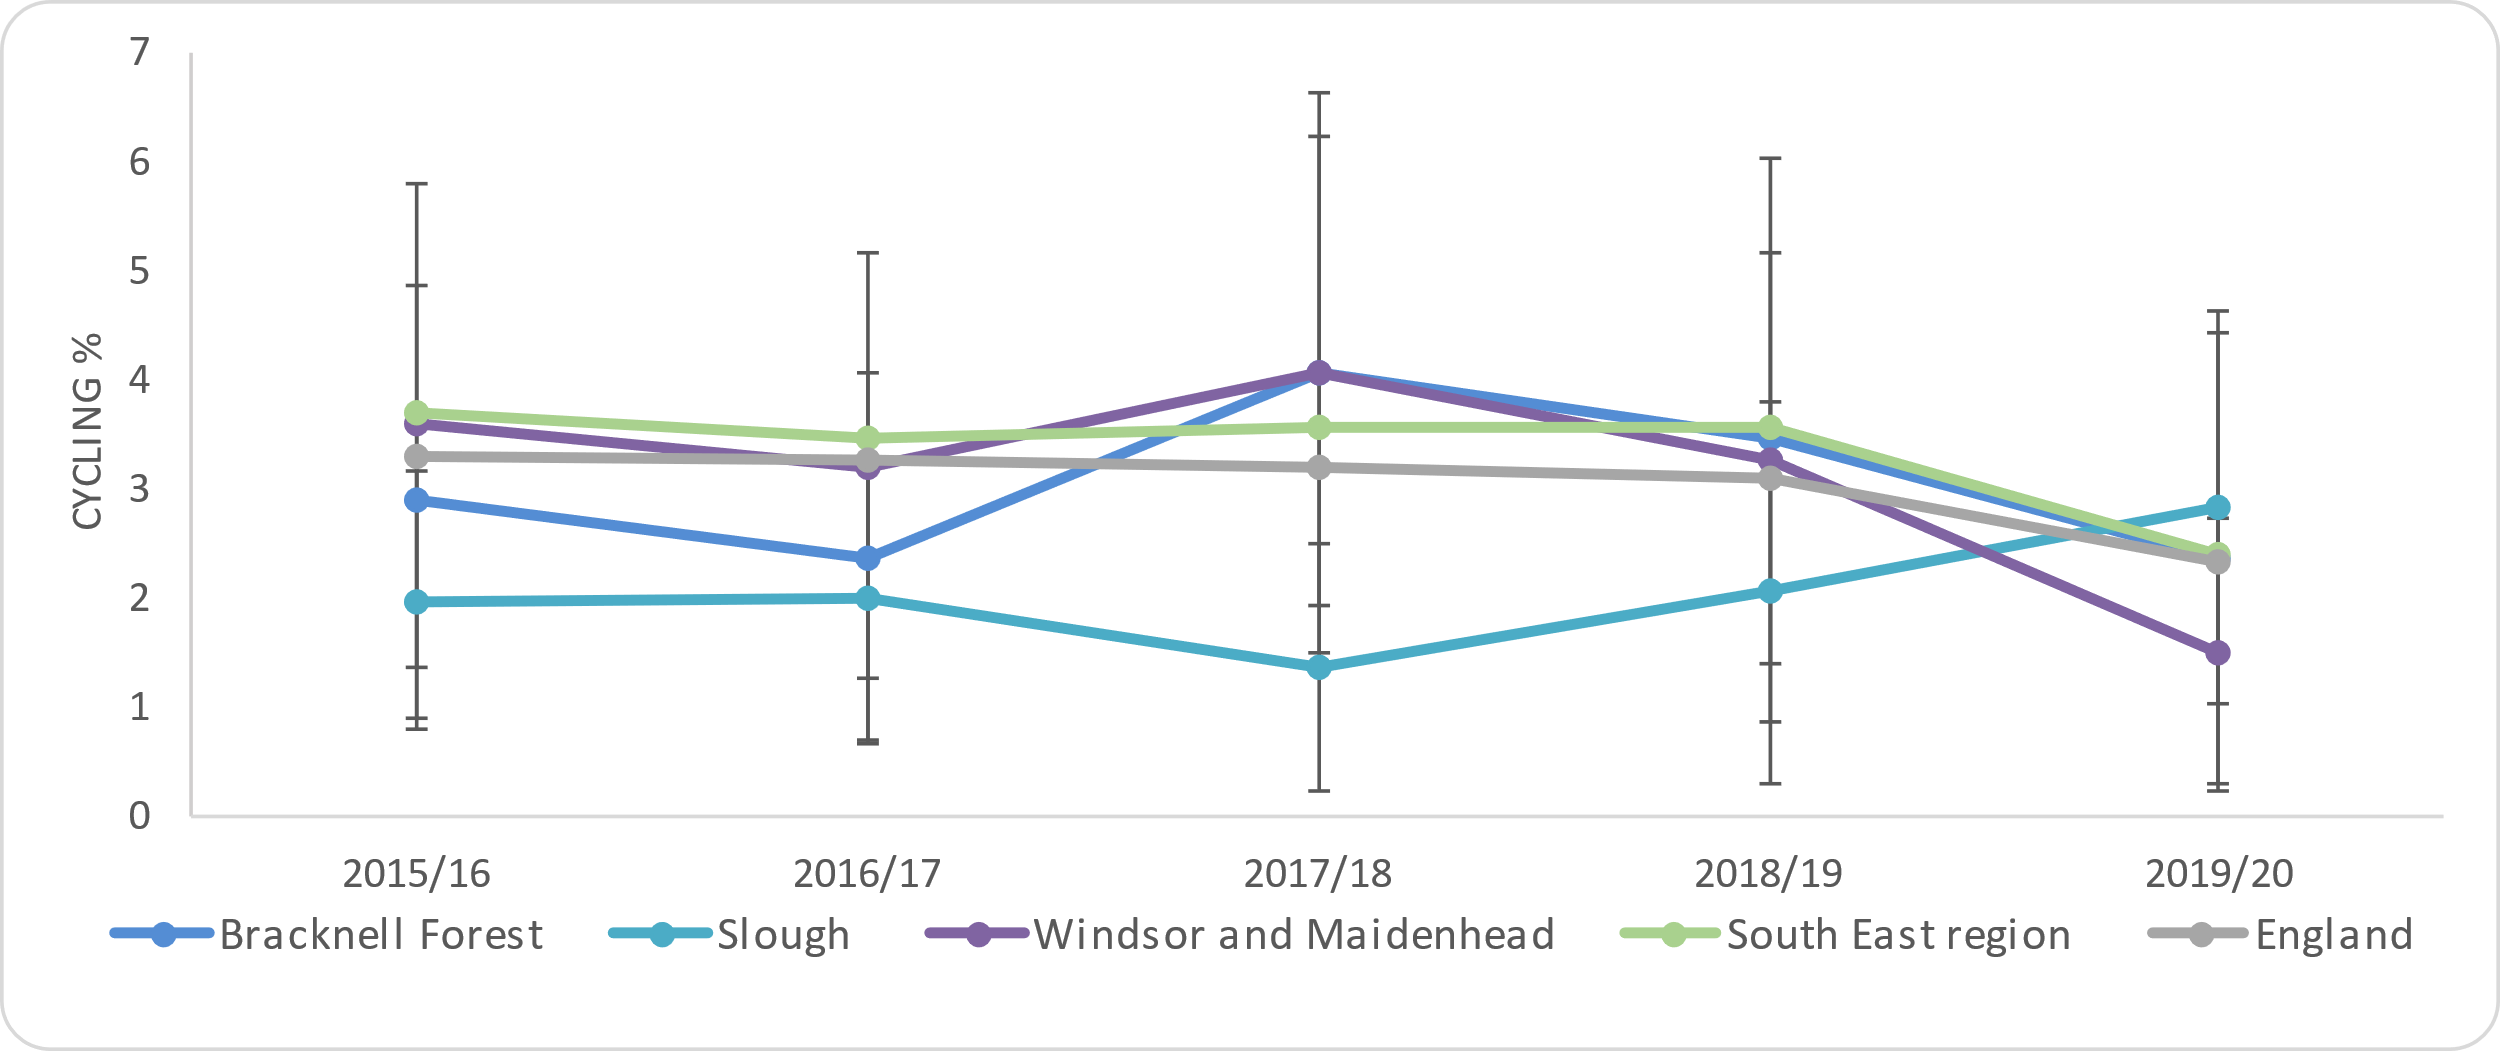 7
6
5
4
3
2
1
0
CYCLING %
2015/16 2016/17 2017/18 2018/19 2019/20
Bracknell Forest Slough Windsor and Maidenhead South East region England